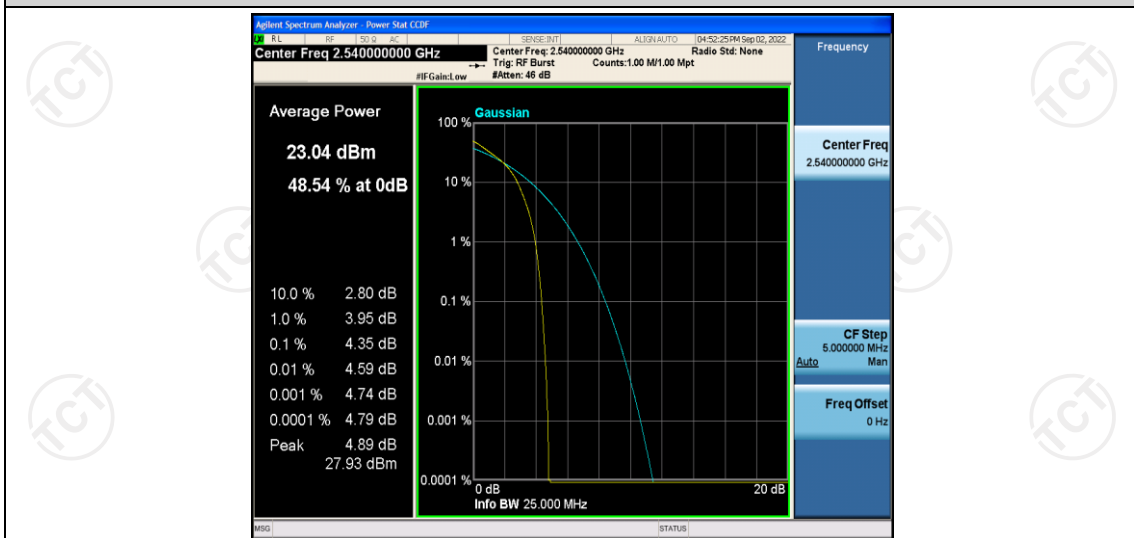 Agilent Spectrum Analyzer - Power Stat CCDF
RL RF 50 Ω AC SENSE:INT ALIGN AUTO 04:52:25 PM Sep 02, 2022
Center Freq 2.540000000 GHz
Center Freq: 2.540000000 GHz Radio Std: None
Trig: RF Burst Counts:1.00 M/1.00 Mpt
#IFGain:Low #Atten: 46 dB
Frequency
Average Power
23.04 dBm
48.54 % at 0dB
10.0 % 2.80 dB
1.0 % 3.95 dB
0.1 % 4.35 dB
0.01 % 4.59 dB
0.001 % 4.74 dB
0.0001 % 4.79 dB
Peak 4.89 dB
27.93 dBm
Gaussian
100 %
10 %
1 %
0.1 %
0.01 %
0.001 %
0.0001 %
0 dB 20 dB
Info BW 25.000 MHz
Center Freq
2.540000000 GHz
CF Step
5.000000 MHz
Auto Man
Freq Offset
0 Hz
MSG STATUS
TCT
TCT
TCT
TCT
TCT
TCT